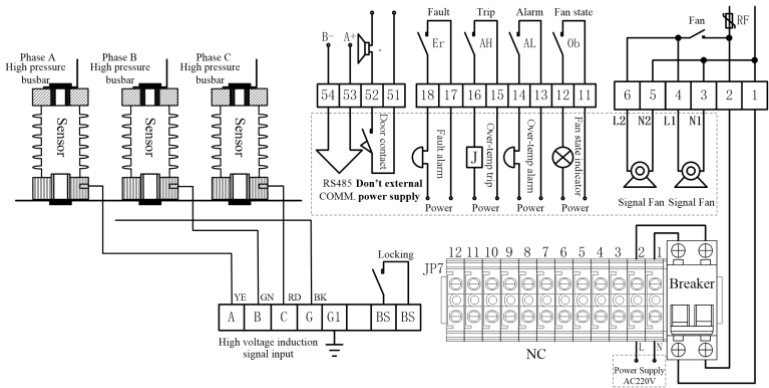 Phase A
High pressure
busbar
Phase B
High pressure
busbar
Phase C
High pressure
busbar
Sensor
Sensor
Sensor
B-
A+
Fault
Trip
Alarm
Fan state
Er
AH
AL
Ob
54 53 52 51
18 17 16 15 14 13 12 11
Door contact
Fault alarm
Over-temp trip
Over-temp alarm
Fan state indicator
J
RS485
COMM.
Don't external
power supply
Power Power Power Power
Fan
RF
6 5 4 3 2 1
L2 N2 L1 N1
Signal Fan Signal Fan
YE GN RD BK
A B C G G1 BS BS
Locking
High voltage induction
signal input
JP7
12 11 10 9 8 7 6 5 4 3 2 1
Breaker
NC
L N
Power Supply
AC220V